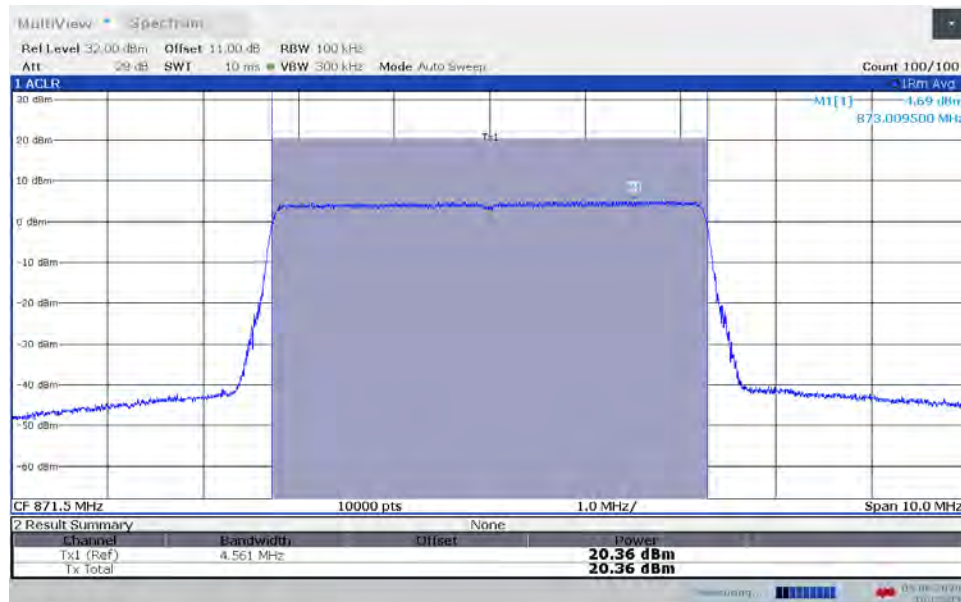 MultiView Spectrum
Ref Level 32.00 dBm Offset 11.00 dB RBW 100 kHz
Att 29 dB SWT 10 ms VBW 300 kHz Mode Auto Sweep Count 100/100
1 ACLR 1Rm Avg
30 dBm M1[1] 4.69 dBm
873.009500 MHz
20 dBm Tx1
10 dBm M1
0 dBm
-10 dBm
-20 dBm
-30 dBm
-40 dBm
-50 dBm
-60 dBm
CF 871.5 MHz 10000 pts 1.0 MHz/ Span 10.0 MHz
2 Result Summary None
Channel Bandwidth Offset Power
Tx1 (Ref) 4.561 MHz 20.36 dBm
Tx Total 20.36 dBm